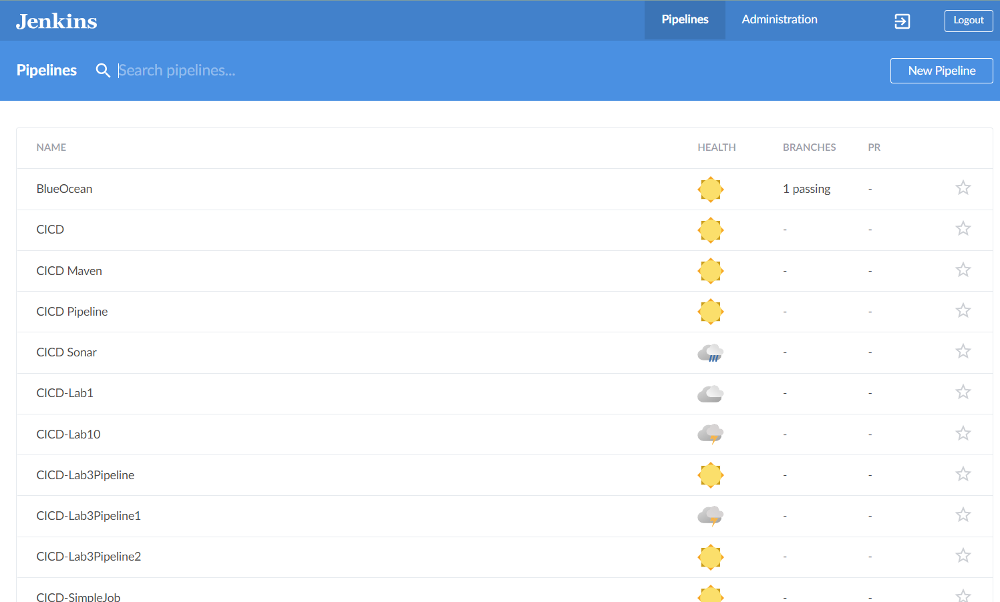 Jenkins Pipelines Administration Logout
Pipelines Search pipelines... New Pipeline
NAME HEALTH BRANCHES PR
BlueOcean 1 passing -
CICD - -
CICD Maven - -
CICD Pipeline - -
CICD Sonar - -
CICD-Lab1 - -
CICD-Lab10 - -
CICD-Lab3Pipeline - -
CICD-Lab3Pipeline1 - -
CICD-Lab3Pipeline2 - -
CICD-SimpleJob - -